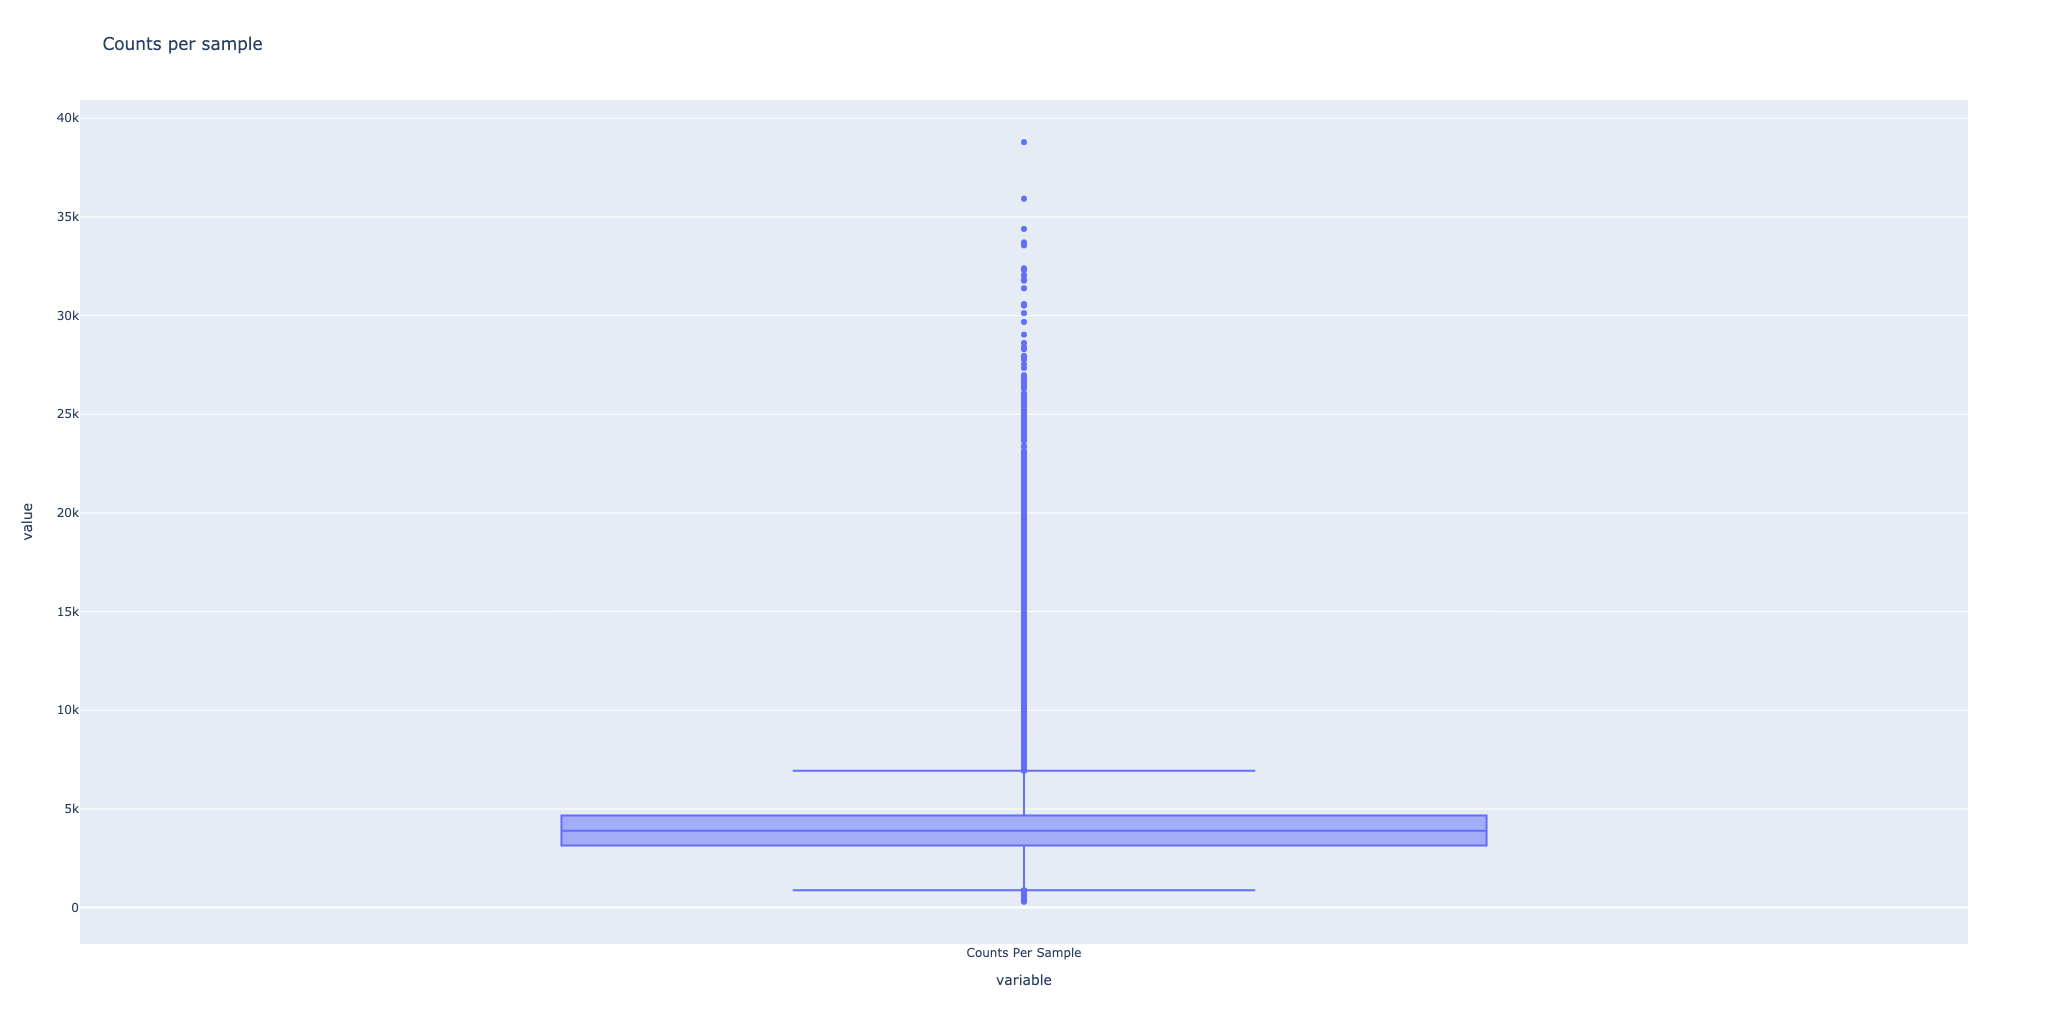 Counts per sample
40k
35k
30k
25k
20k
15k
10k
5k
0
value
Counts Per Sample
variable